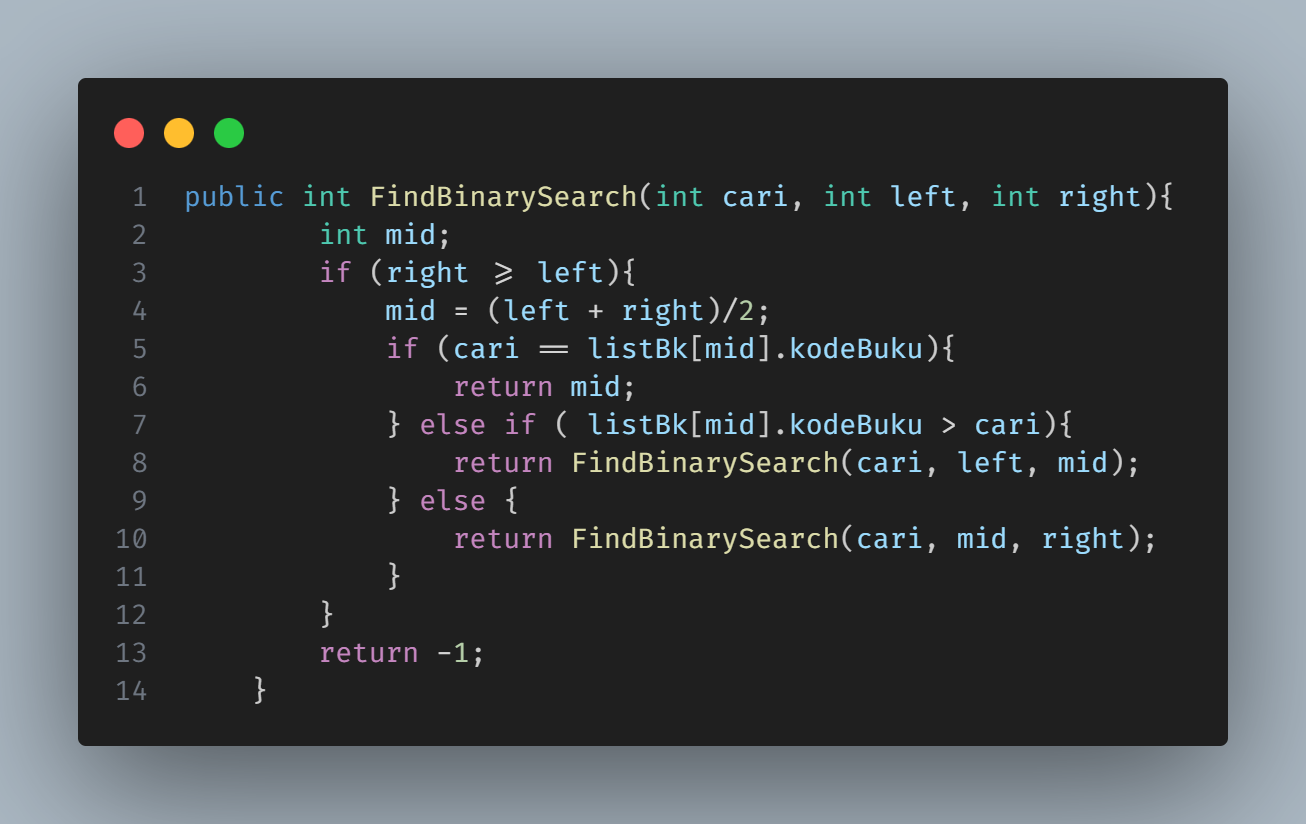 1 public int FindBinarySearch(int cari, int left, int right){
2         int mid;
3         if (right >= left){
4             mid = (left + right)/2;
5             if (cari == listBk[mid].kodeBuku){
6                 return mid;
7             } else if ( listBk[mid].kodeBuku > cari){
8                 return FindBinarySearch(cari, left, mid);
9             } else {
10                 return FindBinarySearch(cari, mid, right);
11             }
12         }
13         return -1;
14     }